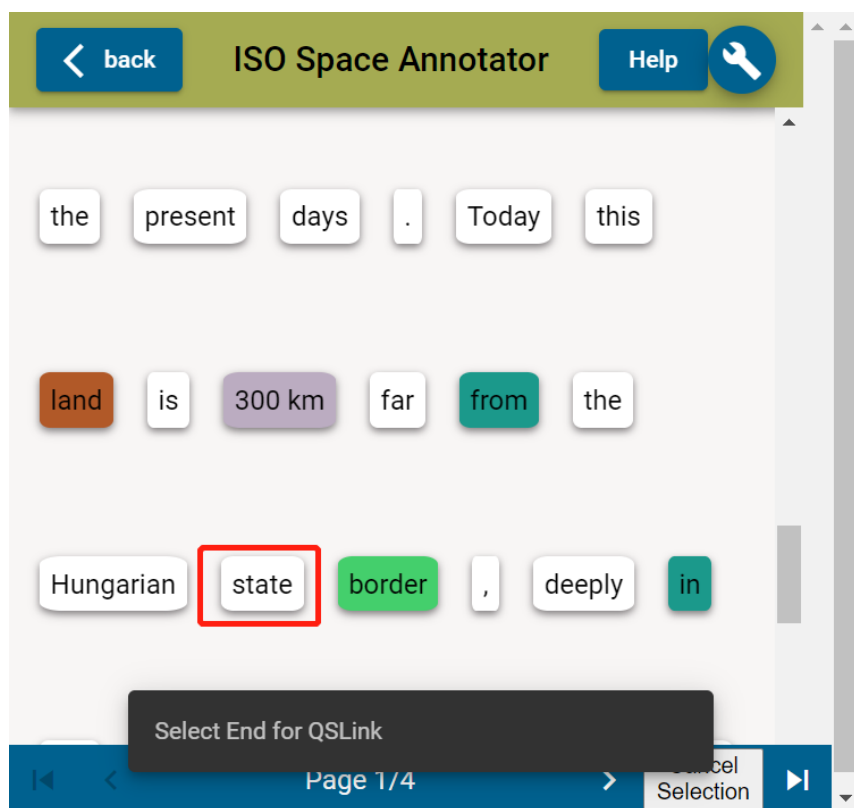 back ISO Space Annotator Help
the present days . Today this
land is 300 km far from the
Hungarian state border , deeply in
Select End for QSLink
Page 1/4
Selection